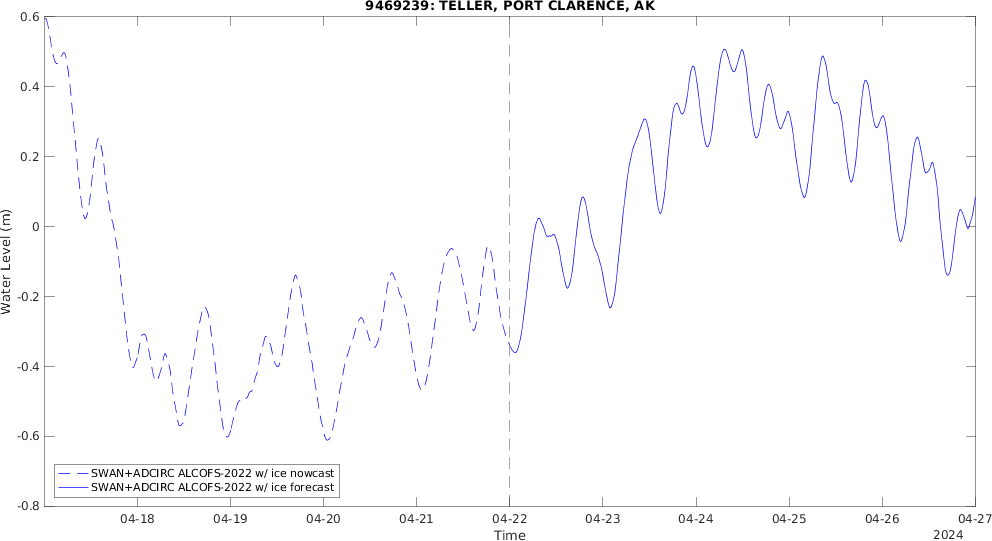 9469239: TELLER, PORT CLARENCE, AK
0.6
0.4
0.2
0
-0.2
-0.4
-0.6
-0.8
Water Level (m)
SWAN+ADCIRC ALCOFS-2022 w/ ice nowcast
SWAN+ADCIRC ALCOFS-2022 w/ ice forecast
04-18 04-19 04-20 04-21 04-22 04-23 04-24 04-25 04-26 04-27
Time
2024